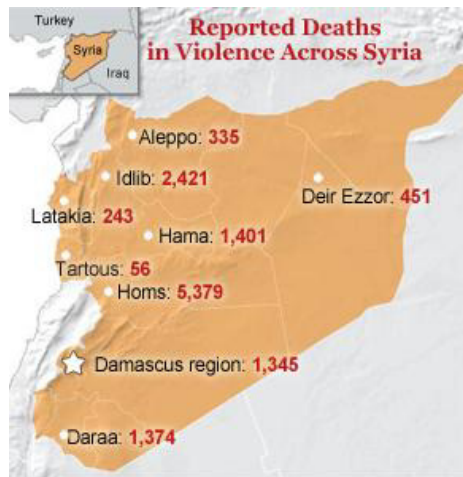 Turkey
Syria
Iraq
Reported Deaths
in Violence Across Syria
Aleppo: 335
Idlib: 2,421
Deir Ezzor: 451
Latakia: 243
Hama: 1,401
Tartous: 56
Homs: 5,379
Damascus region: 1,345
Daraa: 1,374